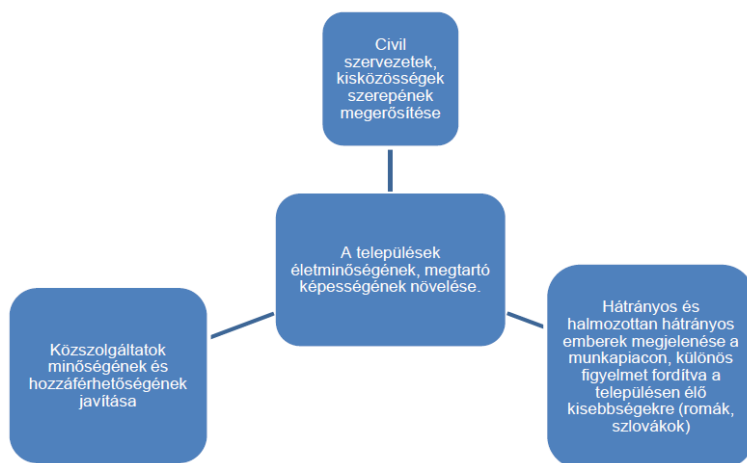 Civil
szervezetek,
kisközösségek
szerepének
megerősítése
A települések
életminőségének, megtartó
képességének növelése.
Közszolgáltatok
minőségének és
hozzáférhetőségének
javítása
Hátrányos és
halmozottan hátrányos
emberek megjelenése a
munkapiacon, különös
figyelmet fordítva a
településen élő
kisebbségekre (romák,
szlovákok)